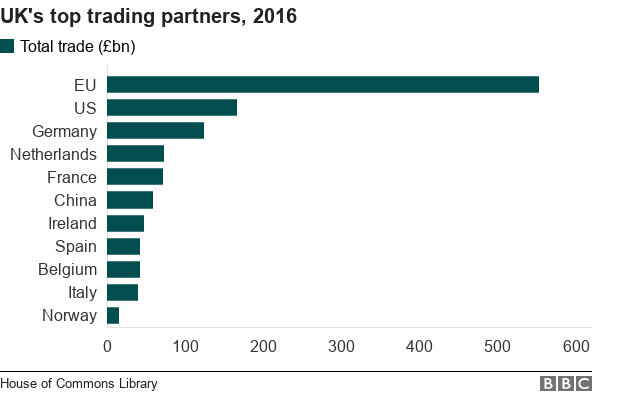 UK's top trading partners, 2016
Total trade (£bn)
EU
US
Germany
Netherlands
France
China
Ireland
Spain
Belgium
Italy
Norway
0 100 200 300 400 500 600
House of Commons Library BBC